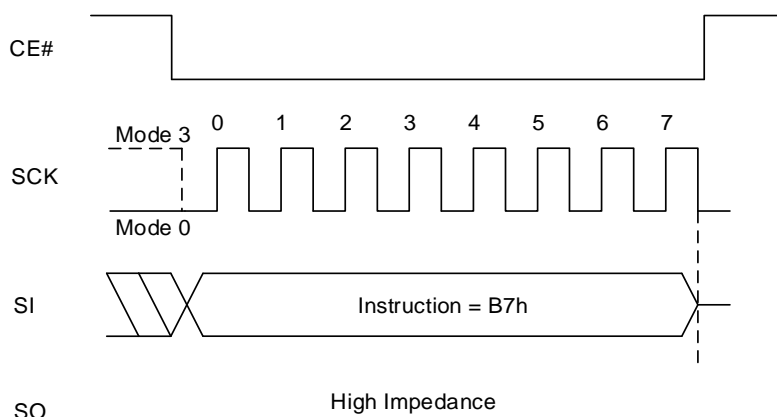 CE#
0 1 2 3 4 5 6 7
Mode 3
SCK
Mode 0
SI
Instruction = B7h
High Impedance
SO